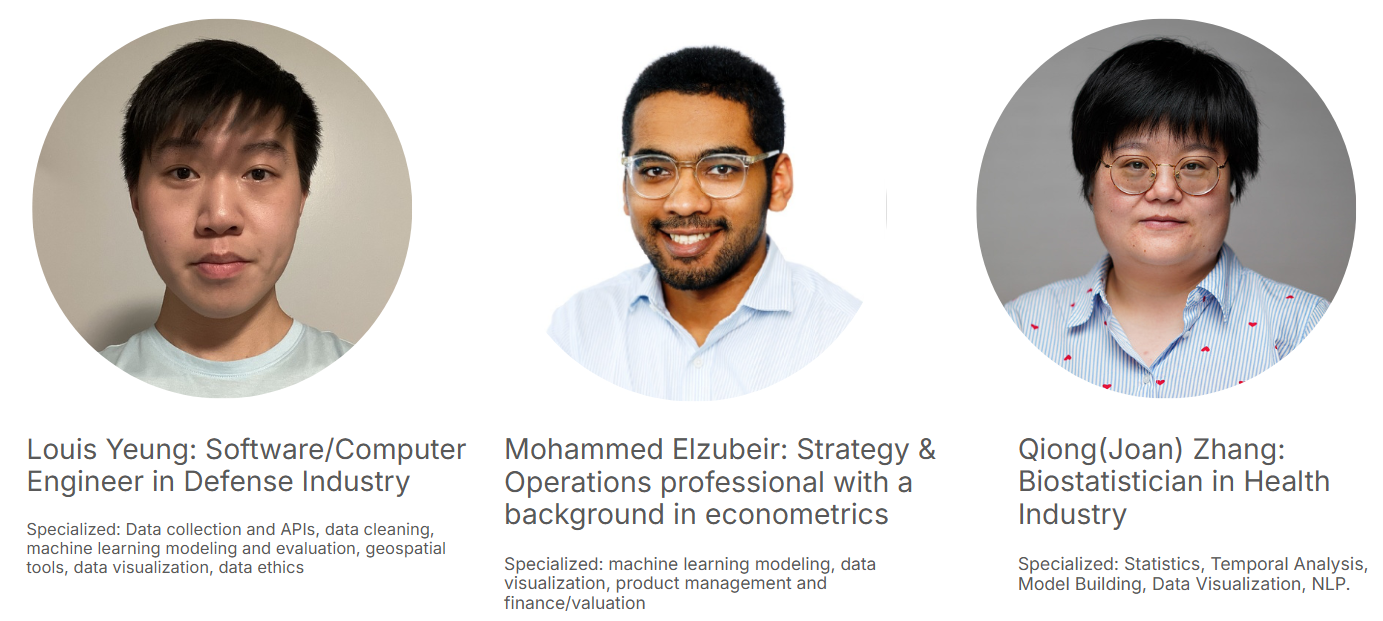 Louis Yeung: Software/Computer
Engineer in Defense Industry
Specialized: Data collection and APIs, data cleaning,
machine learning modeling and evaluation, geospatial
tools, data visualization, data ethics
Mohammed Elzubeir: Strategy &
Operations professional with a
background in econometrics
Specialized: machine learning modeling, data
visualization, product management and
finance/valuation
Qiong(Joan) Zhang:
Biostatistician in Health
Industry
Specialized: Statistics, Temporal Analysis,
Model Building, Data Visualization, NLP.